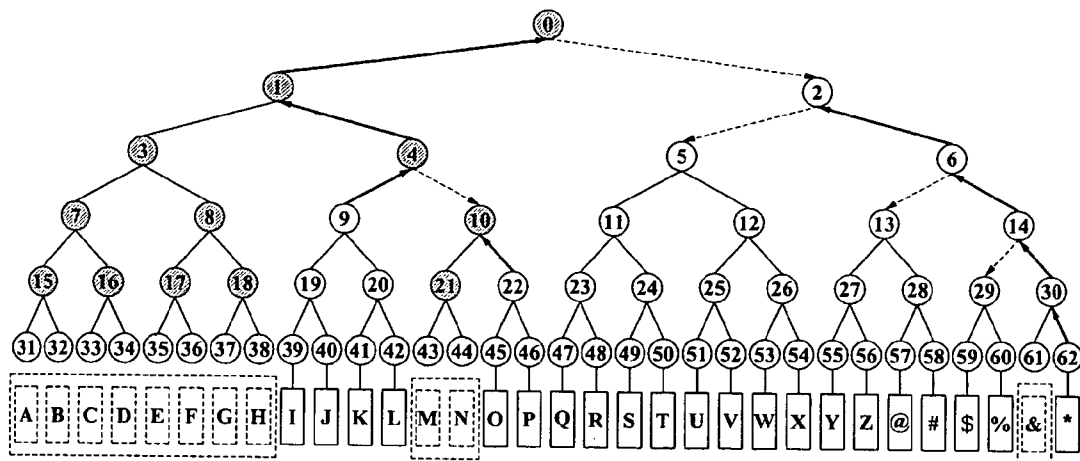 0
1 2
3 4 5 6
7 8 9 10 11 12 13 14
15 16 17 18 19 20 21 22 23 24 25 26 27 28 29 30
31 32 33 34 35 36 37 38 39 40 41 42 43 44 45 46 47 48 49 50 51 52 53 54 55 56 57 58 59 60 61 62
A B C D E F G H I J K L M N O P Q R S T U V W X Y Z @ # $ % & *